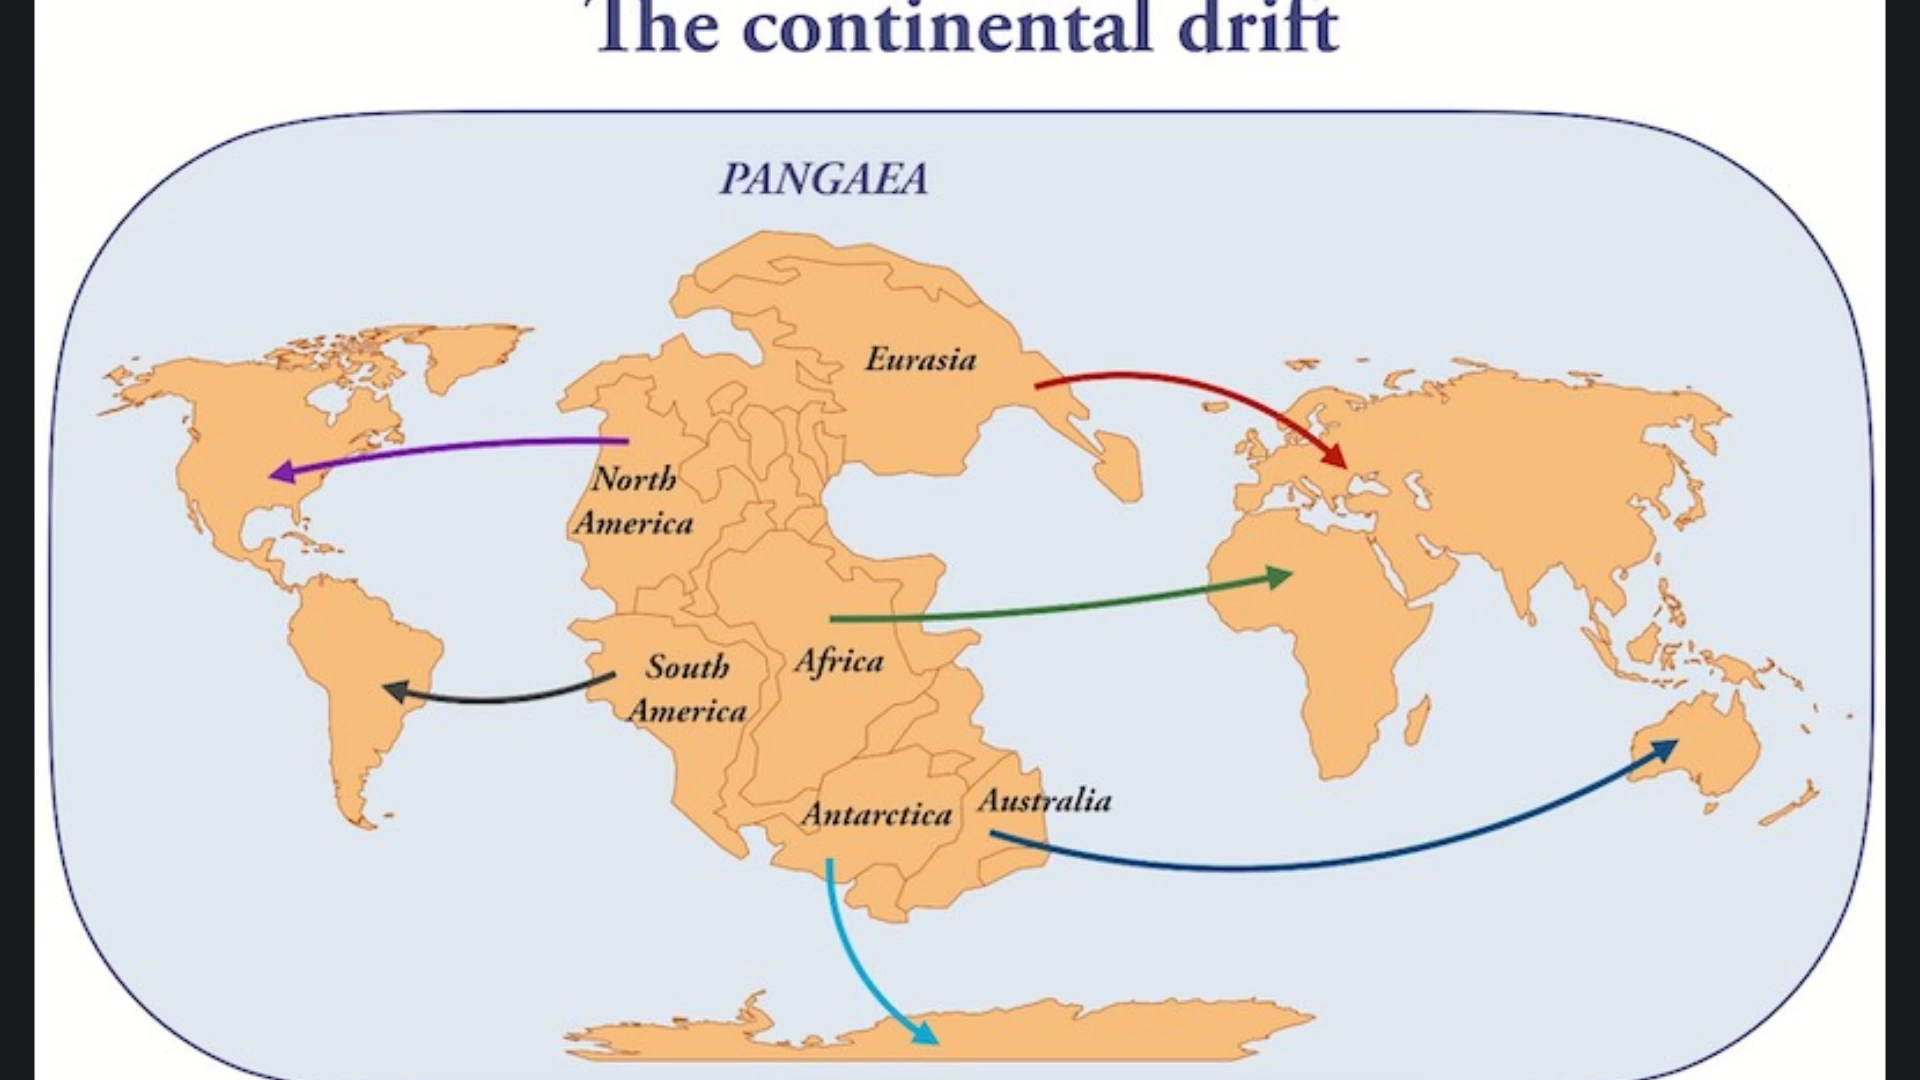 The continental drift
PANGAEA
Eurasia
North
America
South
America
Africa
Antarctica
Australia